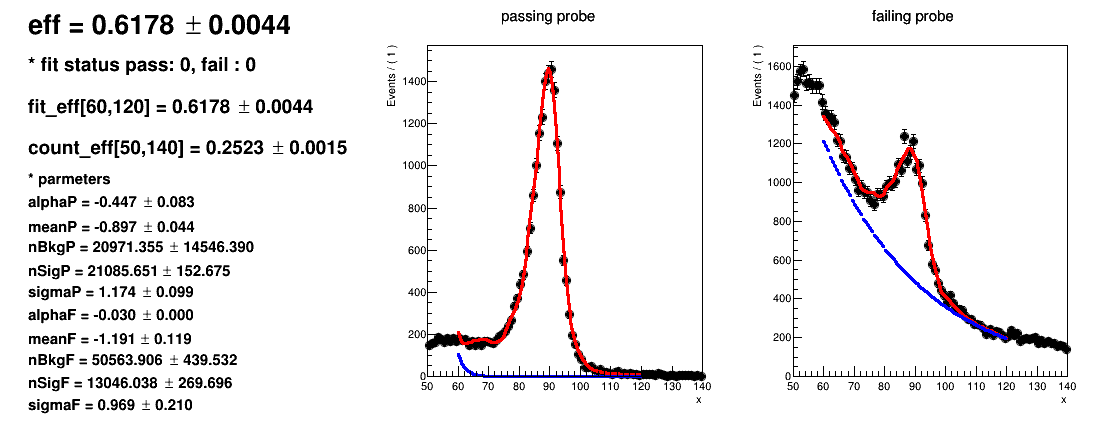 eff = 0.6178 ± 0.0044
* fit status pass: 0, fail : 0
fit_eff[60,120] = 0.6178 ± 0.0044
count_eff[50,140] = 0.2523 ± 0.0015
* parmeters
alphaP = -0.447 ± 0.083
meanP = -0.897 ± 0.044
nBkgP = 20971.355 ± 14546.390
nSigP = 21085.651 ± 152.675
sigmaP = 1.174 ± 0.099
alphaF = -0.030 ± 0.000
meanF = -1.191 ± 0.119
nBkgF = 50563.906 ± 439.532
nSigF = 13046.038 ± 269.696
sigmaF = 0.969 ± 0.210
passing probe
Events / ( 1 )
1400
1200
1000
800
600
400
200
0
50 60 70 80 90 100 110 120 130 140
x
failing probe
Events / ( 1 )
1600
1400
1200
1000
800
600
400
200
0
50 60 70 80 90 100 110 120 130 140
x